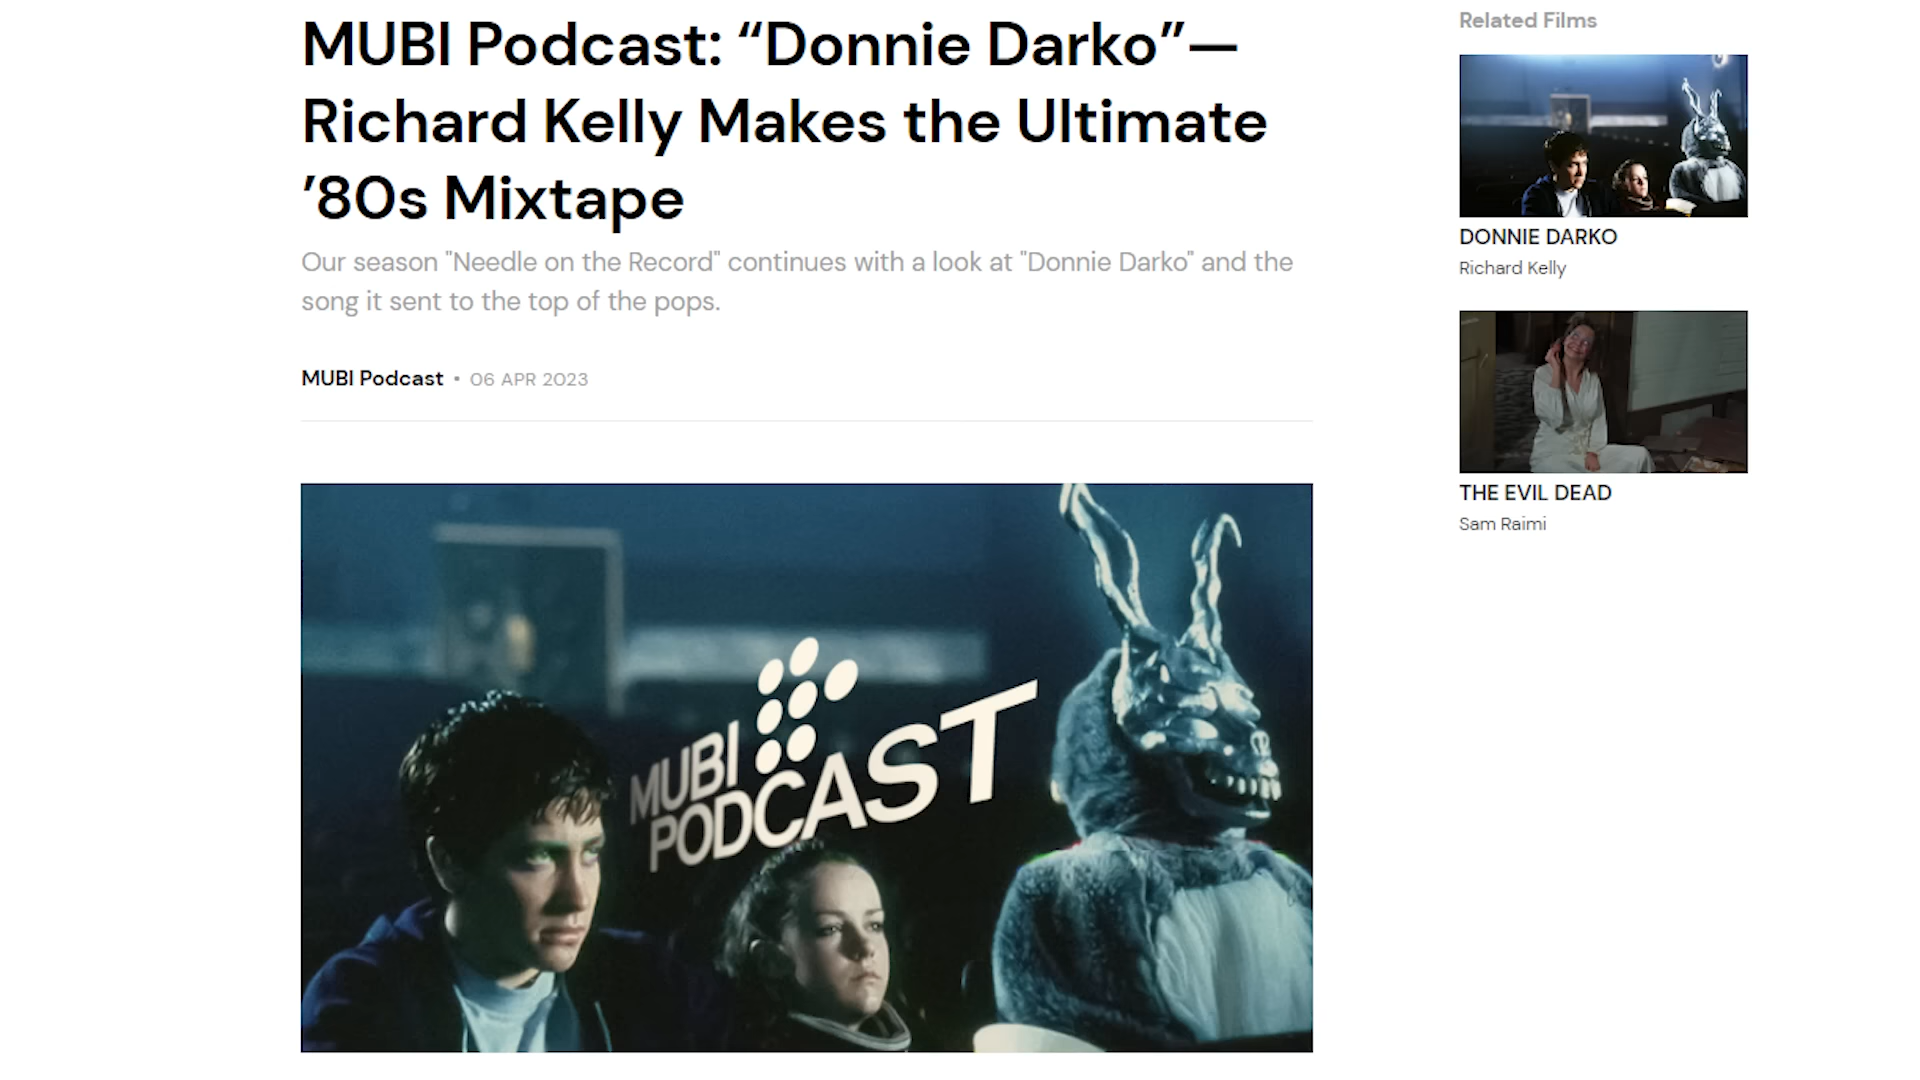 MUBI Podcast: “Donnie Darko”—
Richard Kelly Makes the Ultimate
’80s Mixtape
Our season "Needle on the Record" continues with a look at "Donnie Darko" and the
song it sent to the top of the pops.
MUBI Podcast • 06 APR 2023
MUBI
PODCAST
Related Films
DONNIE DARKO
Richard Kelly
THE EVIL DEAD
Sam Raimi